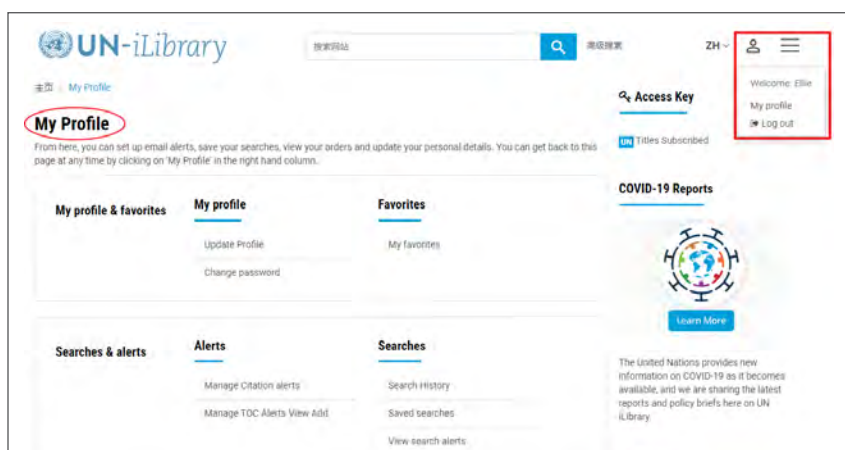 UN-iLibrary
搜索网站
高级搜索
ZH
Welcome: Ellie
My profile
Log out
主页 / My Profile
My Profile
From here, you can set up email alerts, save your searches, view your orders and update your personal details. You can get back to this
page at any time by clicking on 'My Profile' in the right hand column.
My profile & favorites
My profile
Update Profile
Change password
Favorites
My favorites
Searches & alerts
Alerts
Manage Citation alerts
Manage TOC Alerts View Add
Searches
Search History
Saved searches
View search alerts
Access Key
UN Titles Subscribed
COVID-19 Reports
Learn More
The United Nations provides new
information on COVID-19 as it becomes
available, and we are sharing the latest
reports and policy briefs here on UN
iLibrary.